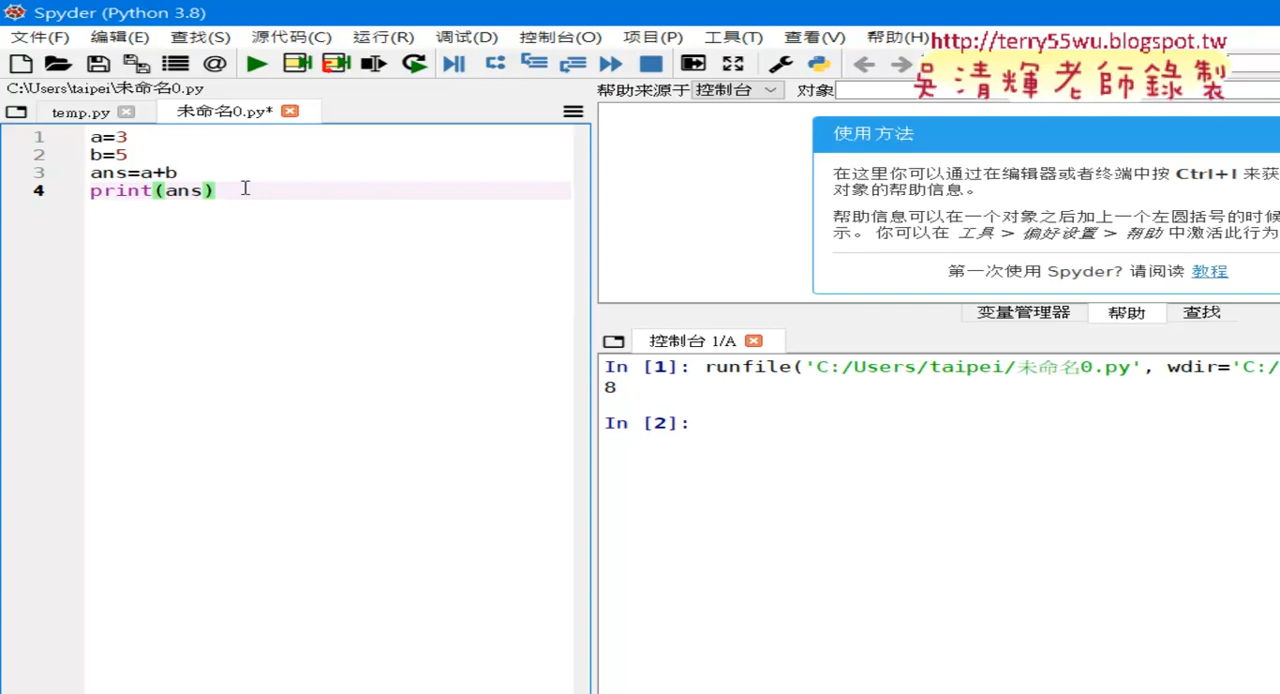 Spyder (Python 3.8)
文件(F) 编辑(E) 查找(S) 源代码(C) 运行(R) 调试(D) 控制台(O) 项目(P) 工具(T) 查看(V) 帮助(H)
http://terry55wu.blogspot.tw
吳清輝老師錄製
C:\Users\taipei\未命名0.py
帮助来源于 控制台 对象
temp.py 未命名0.py*
1 a=3
2 b=5
3 ans=a+b
4 print(ans)
使用方法
在这里你可以通过在编辑器或者终端中按 Ctrl+I 来获
对象的帮助信息。
帮助信息可以在一个对象之后加上一个左圆括号的时候
示。 你可以在 工具 > 偏好设置 > 帮助 中激活此行为
第一次使用 Spyder? 请阅读 教程
变量管理器 帮助 查找
控制台 1/A
In [1]: runfile('C:/Users/taipei/未命名0.py', wdir='C:/
8
In [2]: